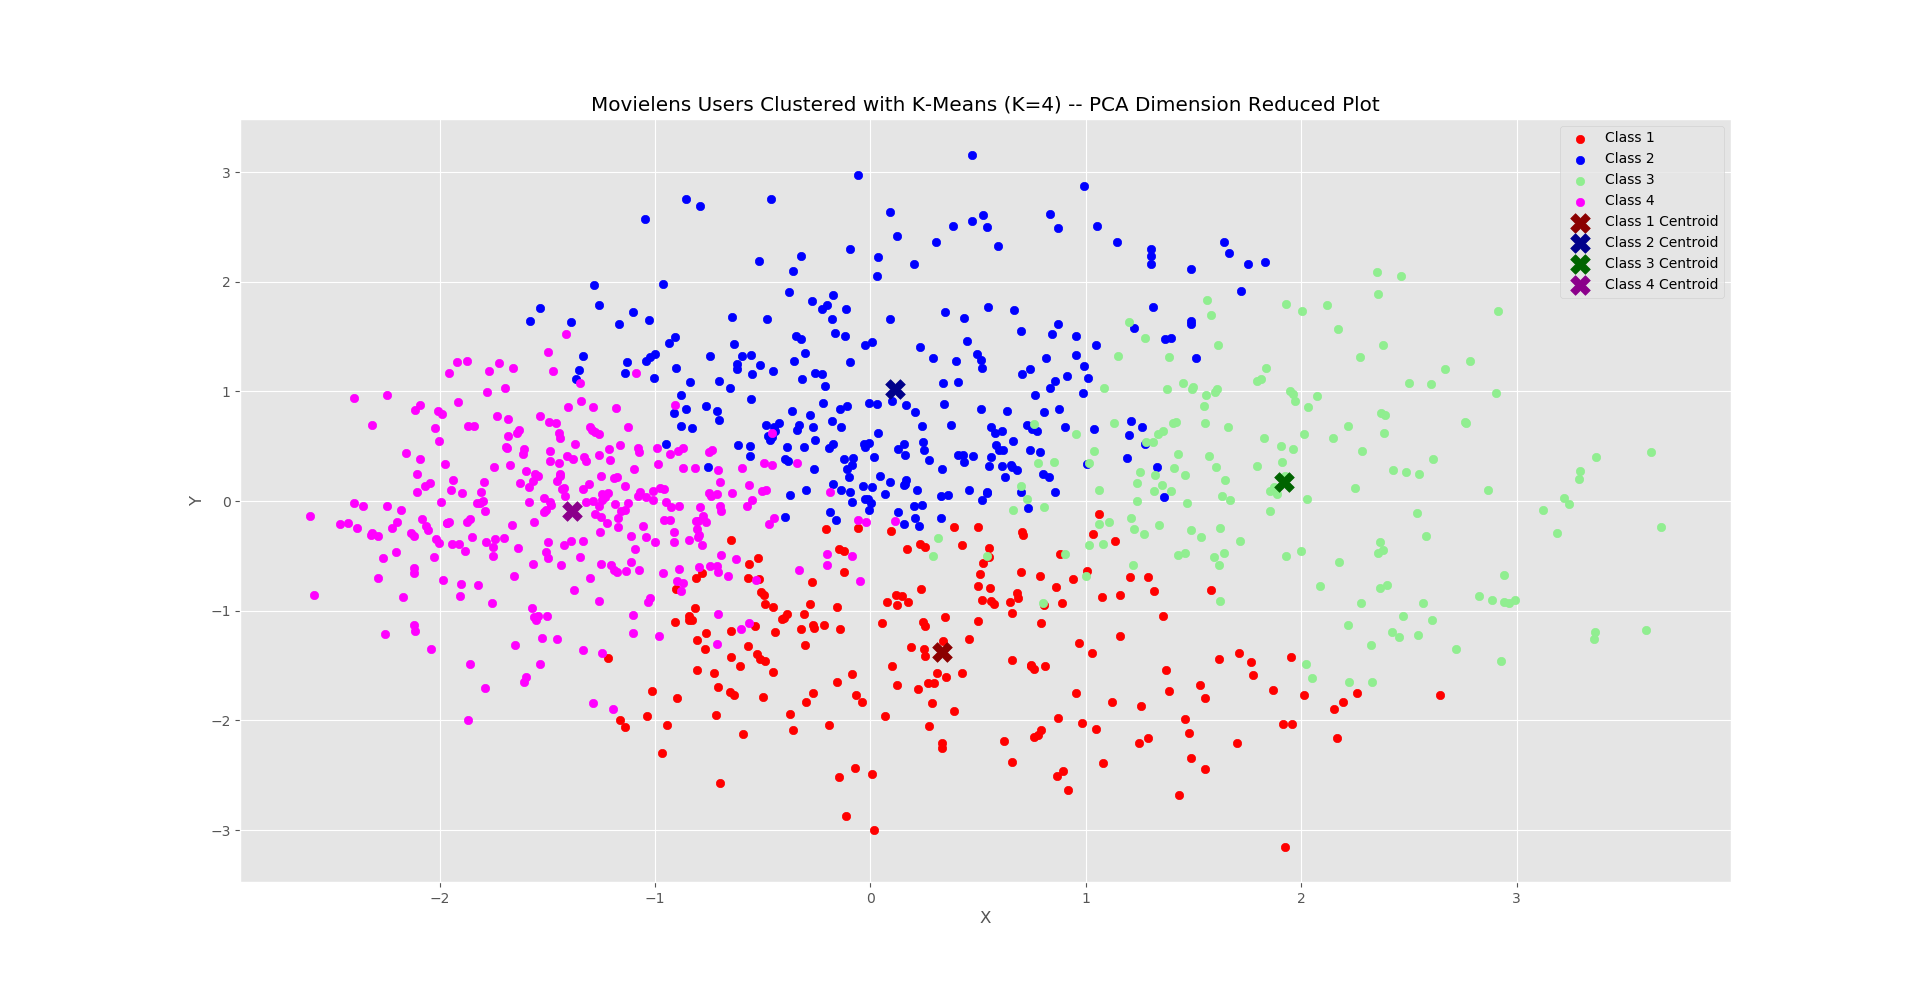 Movielens Users Clustered with K-Means (K=4) -- PCA Dimension Reduced Plot
Class 1
Class 2
Class 3
Class 4
Class 1 Centroid
Class 2 Centroid
Class 3 Centroid
Class 4 Centroid
3
2
1
0
−1
−2
−3
Y
−2 −1 0 1 2 3
X